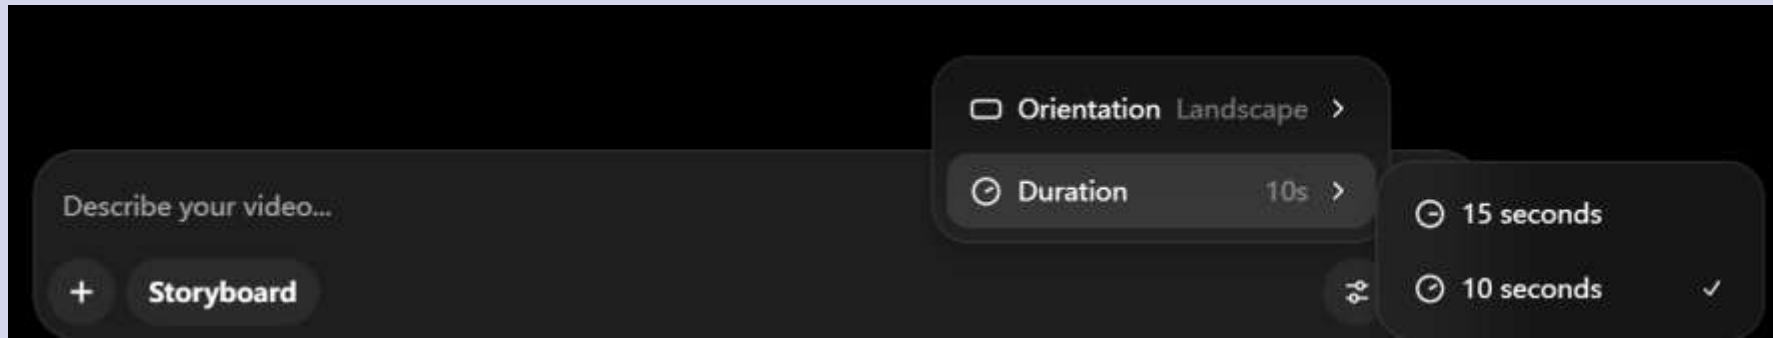 Orientation Landscape
Duration 10s
Describe your video...
Storyboard
15 seconds
10 seconds